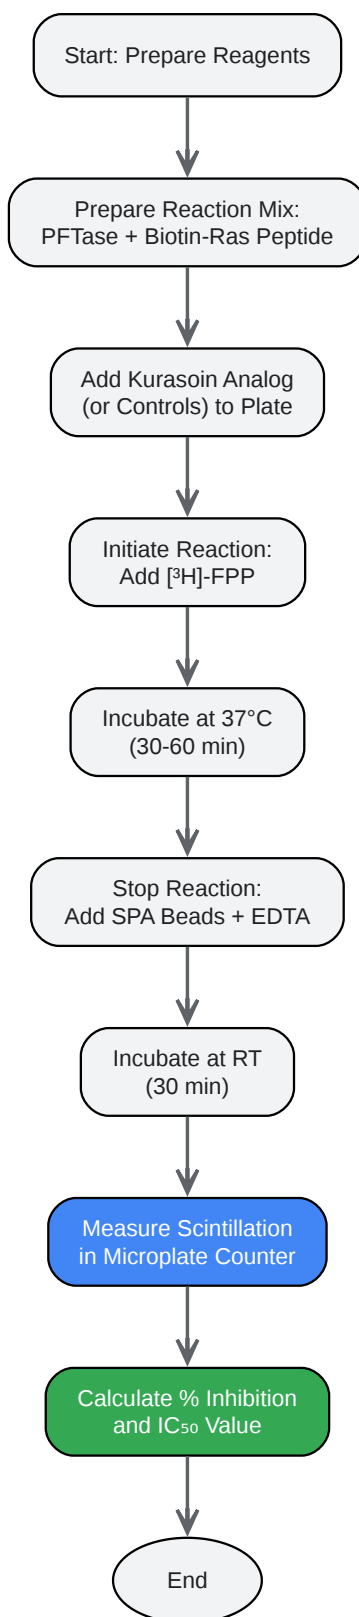 Start: Prepare Reagents
Prepare Reaction Mix:
PFTase + Biotin-Ras Peptide
Add Kurasoin Analog
(or Controls) to Plate
Initiate Reaction:
Add [³H]-FPP
Incubate at 37°C
(30-60 min)
Stop Reaction:
Add SPA Beads + EDTA
Incubate at RT
(30 min)
Measure Scintillation
in Microplate Counter
Calculate % Inhibition
and IC₅₀ Value
End